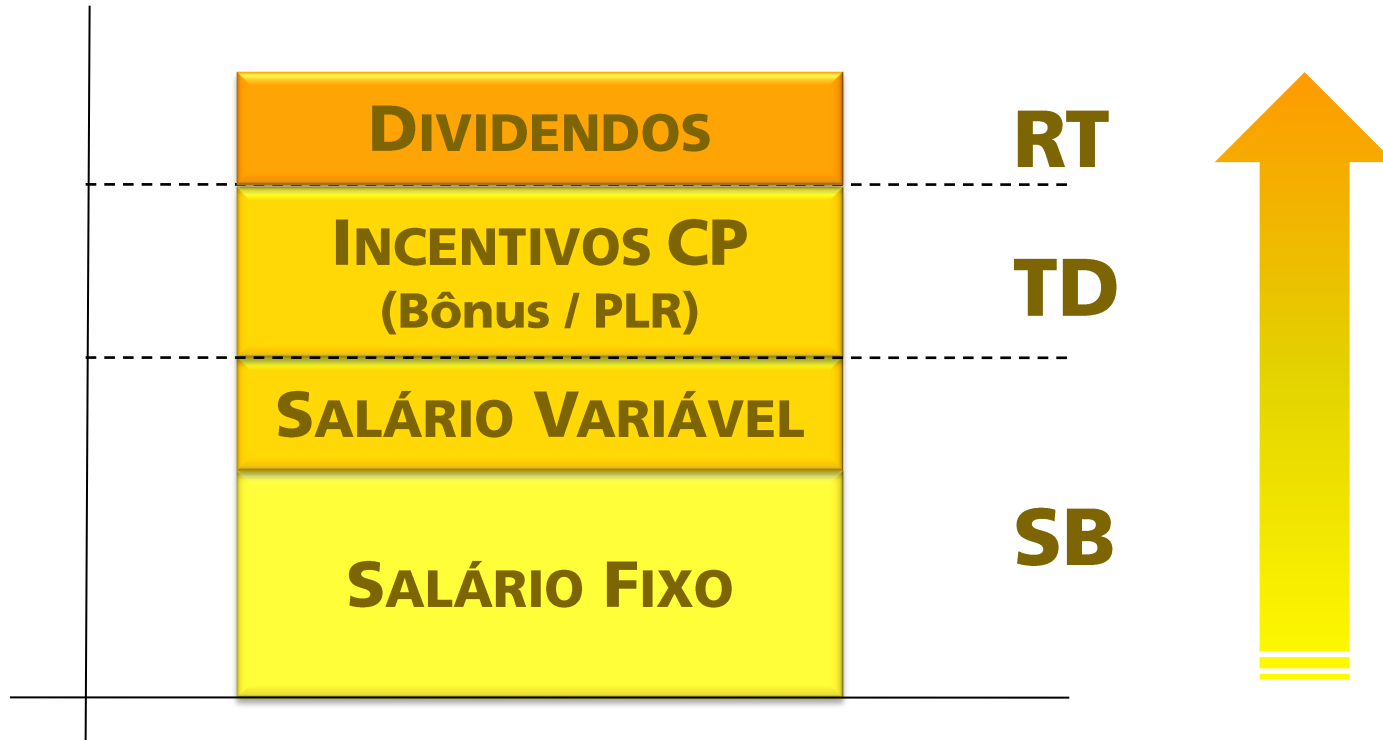 DIVIDENDOS
RT
INCENTIVOS CP
(Bônus / PLR)
TD
SALÁRIO VARIÁVEL
SB
SALÁRIO FIXO